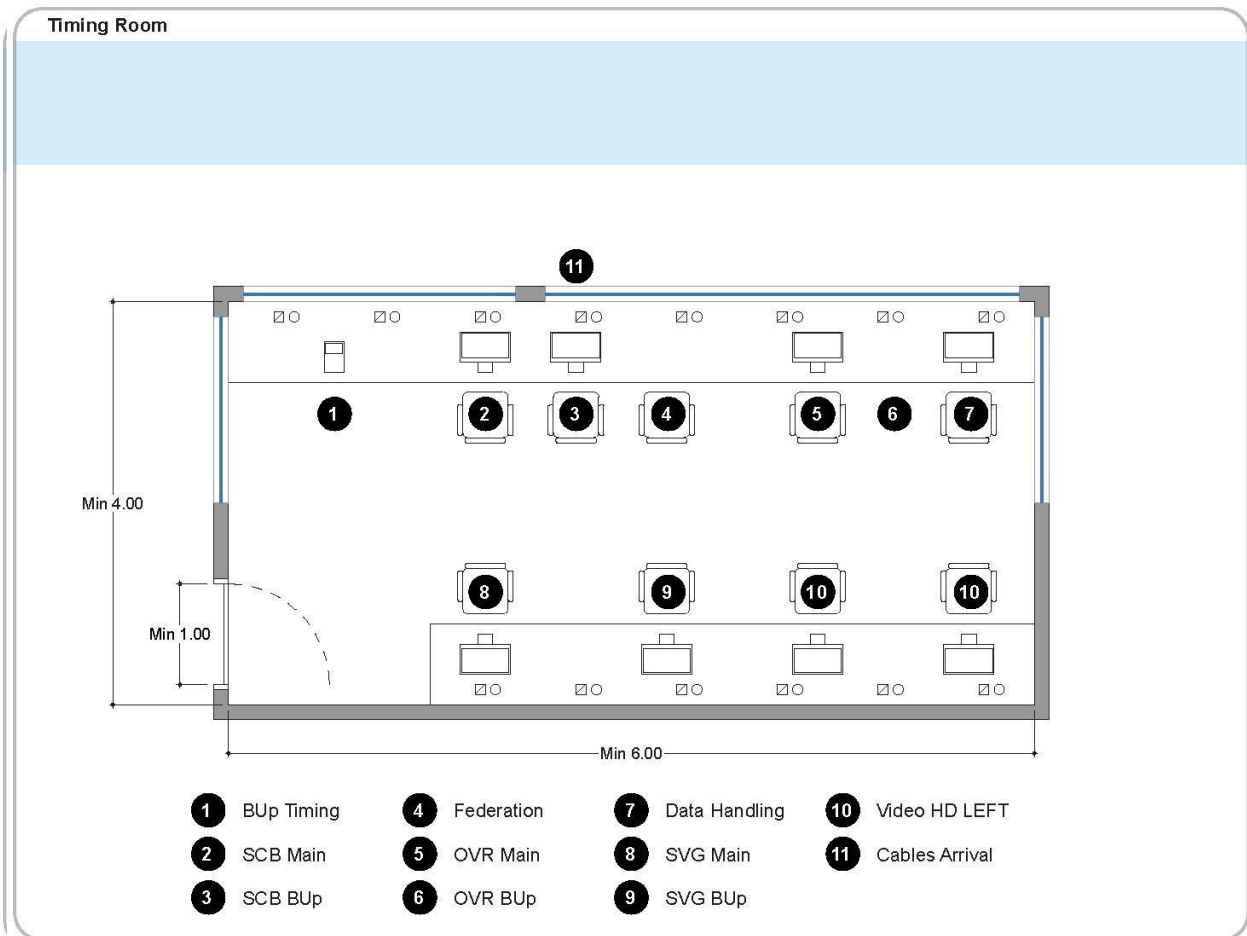 Timing Room
11
1 2 3 4 5 6 7
Min 4.00
8 9 10 10
Min 1.00
Min 6.00
1 BUp Timing
2 SCB Main
3 SCB BUp
4 Federation
5 OVR Main
6 OVR BUp
7 Data Handling
8 SVG Main
9 SVG BUp
10 Video HD LEFT
11 Cables Arrival